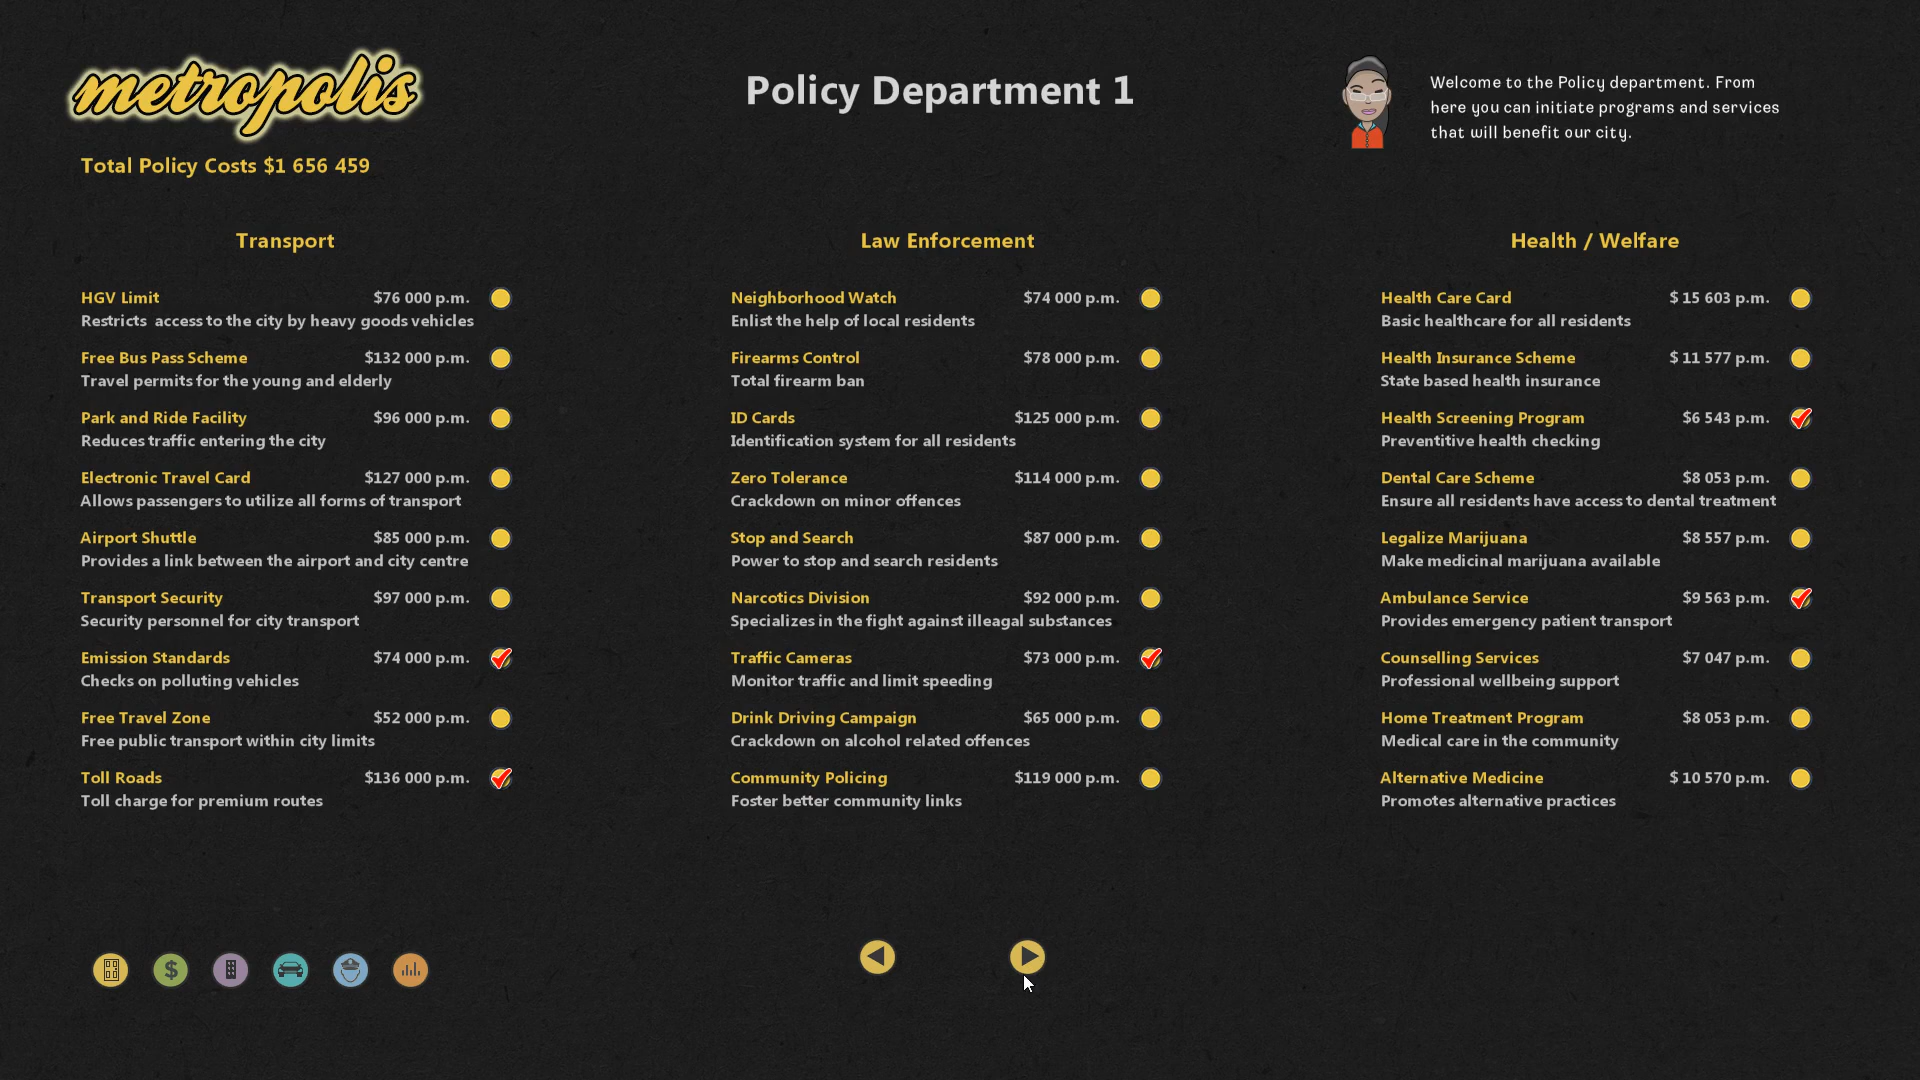 metropolis
Policy Department 1
Welcome to the Policy department. From
here you can initiate programs and services
that will benefit our city.
Total Policy Costs $1 656 459
Transport
HGV Limit $76 000 p.m.
Restricts access to the city by heavy goods vehicles
Free Bus Pass Scheme $132 000 p.m.
Travel permits for the young and elderly
Park and Ride Facility $96 000 p.m.
Reduces traffic entering the city
Electronic Travel Card $127 000 p.m.
Allows passengers to utilize all forms of transport
Airport Shuttle $85 000 p.m.
Provides a link between the airport and city centre
Transport Security $97 000 p.m.
Security personnel for city transport
Emission Standards $74 000 p.m.
Checks on polluting vehicles
Free Travel Zone $52 000 p.m.
Free public transport within city limits
Toll Roads $136 000 p.m.
Toll charge for premium routes
Law Enforcement
Neighborhood Watch $74 000 p.m.
Enlist the help of local residents
Firearms Control $78 000 p.m.
Total firearm ban
ID Cards $125 000 p.m.
Identification system for all residents
Zero Tolerance $114 000 p.m.
Crackdown on minor offences
Stop and Search $87 000 p.m.
Power to stop and search residents
Narcotics Division $92 000 p.m.
Specializes in the fight against illeagal substances
Traffic Cameras $73 000 p.m.
Monitor traffic and limit speeding
Drink Driving Campaign $65 000 p.m.
Crackdown on alcohol related offences
Community Policing $119 000 p.m.
Foster better community links
Health / Welfare
Health Care Card $ 15 603 p.m.
Basic healthcare for all residents
Health Insurance Scheme $ 11 577 p.m.
State based health insurance
Health Screening Program $6 543 p.m.
Preventitive health checking
Dental Care Scheme $8 053 p.m.
Ensure all residents have access to dental treatment
Legalize Marijuana $8 557 p.m.
Make medicinal marijuana available
Ambulance Service $9 563 p.m.
Provides emergency patient transport
Counselling Services $7 047 p.m.
Professional wellbeing support
Home Treatment Program $8 053 p.m.
Medical care in the community
Alternative Medicine $ 10 570 p.m.
Promotes alternative practices
$